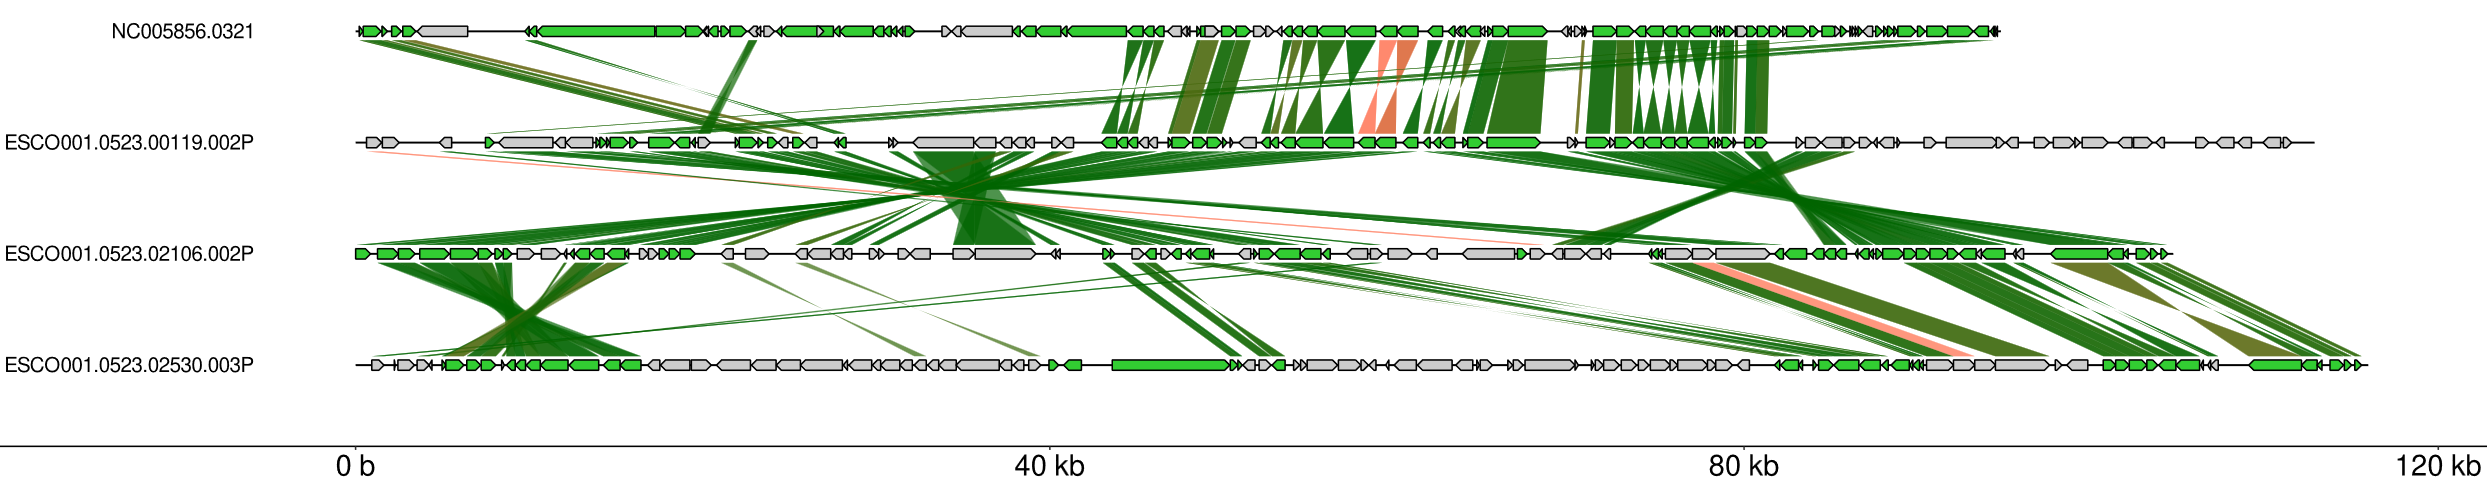 NC005856.0321
ESCO001.0523.00119.002P
ESCO001.0523.02106.002P
ESCO001.0523.02530.003P
0 b 40 kb 80 kb 120 kb